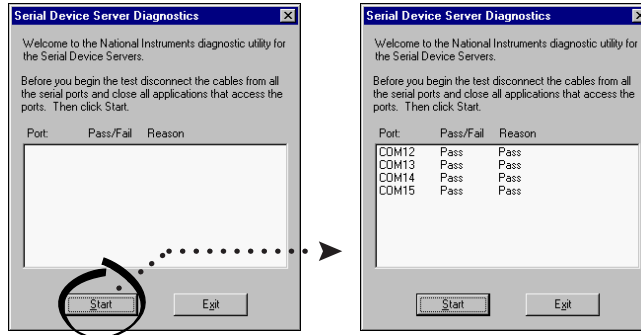 Serial Device Server Diagnostics
Welcome to the National Instruments diagnostic utility for
the Serial Device Servers.
Before you begin the test disconnect the cables from all
the serial ports and close all applications that access the
ports. Then click Start.
Port: Pass/Fail Reason
Start Exit
Serial Device Server Diagnostics
Welcome to the National Instruments diagnostic utility for
the Serial Device Servers.
Before you begin the test disconnect the cables from all
the serial ports and close all applications that access the
ports. Then click Start.
Port: Pass/Fail Reason
COM12 Pass Pass
COM13 Pass Pass
COM14 Pass Pass
COM15 Pass Pass
Start Exit